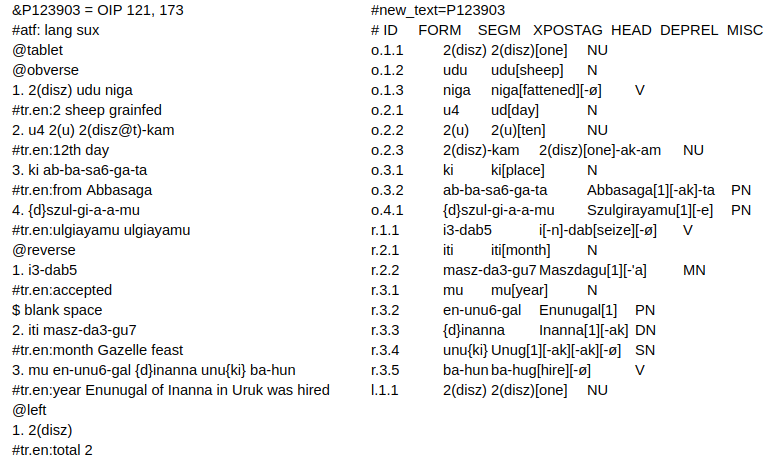 &P123903 = OIP 121, 173
#atf: lang sux
@tablet
@obverse
1. 2(disz) udu niga
#tr.en:2 sheep grainfed
2. u4 2(u) 2(disz@t)-kam
#tr.en:12th day
3. ki ab-ba-sa6-ga-ta
#tr.en:from Abbasaga
4. {d}szul-gi-a-a-mu
#tr.en:ulgiayamu ulgiayamu
@reverse
1. i3-dab5
#tr.en:accepted
$ blank space
2. iti masz-da3-gu7
#tr.en:month Gazelle feast
3. mu en-unu6-gal {d}inanna unu{ki} ba-hun
#tr.en:year Enunugal of Inanna in Uruk was hired
@left
1. 2(disz)
#tr.en:total 2
#new_text=P123903
# ID FORM SEGM XPOSTAG HEAD DEPREL MISC
o.1.1 2(disz) 2(disz)[one] NU
o.1.2 udu udu[sheep] N
o.1.3 niga niga[fattened][-ø] V
o.2.1 u4 ud[day] N
o.2.2 2(u) 2(u)[ten] NU
o.2.3 2(disz)-kam 2(disz)[one]-ak-am NU
o.3.1 ki ki[place] N
o.3.2 ab-ba-sa6-ga-ta Abbasaga[1][-ak]-ta PN
o.4.1 {d}szul-gi-a-a-mu Szulgirayamu[1][-e] PN
r.1.1 i3-dab5 i[-n]-dab[seize][-ø] V
r.2.1 iti iti[month] N
r.2.2 masz-da3-gu7 Maszdagu[1][-'a] MN
r.3.1 mu mu[year] N
r.3.2 en-unu6-gal Enunugal[1] PN
r.3.3 {d}inanna Inanna[1][-ak] DN
r.3.4 unu{ki} Unug[1][-ak][-ak][-ø] SN
r.3.5 ba-hun ba-hug[hire][-ø] V
l.1.1 2(disz) 2(disz)[one] NU